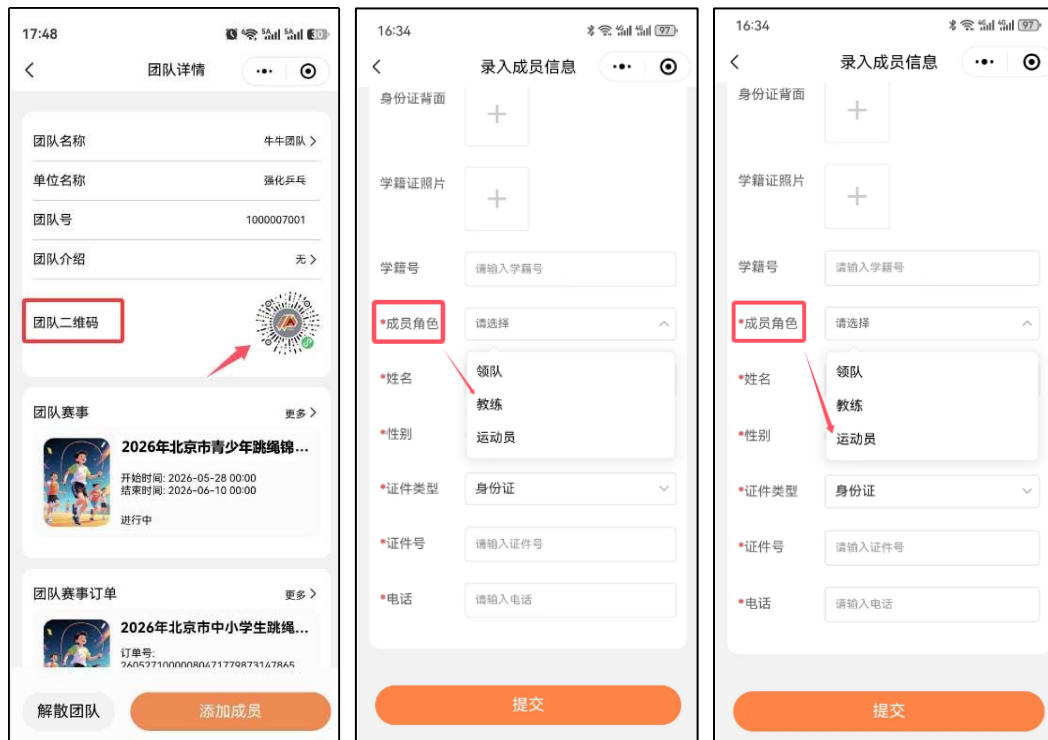 17:48
团队详情
团队名称
牛牛团队
单位名称
强化乒乓
团队号
1000007001
团队介绍
无
团队二维码
团队赛事
更多
2026年北京市青少年跳绳锦...
开始时间: 2026-05-28 00:00
结束时间: 2026-06-10 00:00
进行中
团队赛事订单
更多
2026年北京市中小学生跳绳...
订单号:
解散团队
添加成员
16:34
97
录入成员信息
身份证背面
学籍证照片
学籍号
请输入学籍号
*成员角色
请选择
领队
*姓名
教练
*性别
运动员
*证件类型
身份证
*证件号
请输入证件号
*电话
请输入电话
提交
16:34
97
录入成员信息
身份证背面
学籍证照片
学籍号
请输入学籍号
*成员角色
请选择
领队
*姓名
教练
*性别
运动员
*证件类型
身份证
*证件号
请输入证件号
*电话
请输入电话
提交